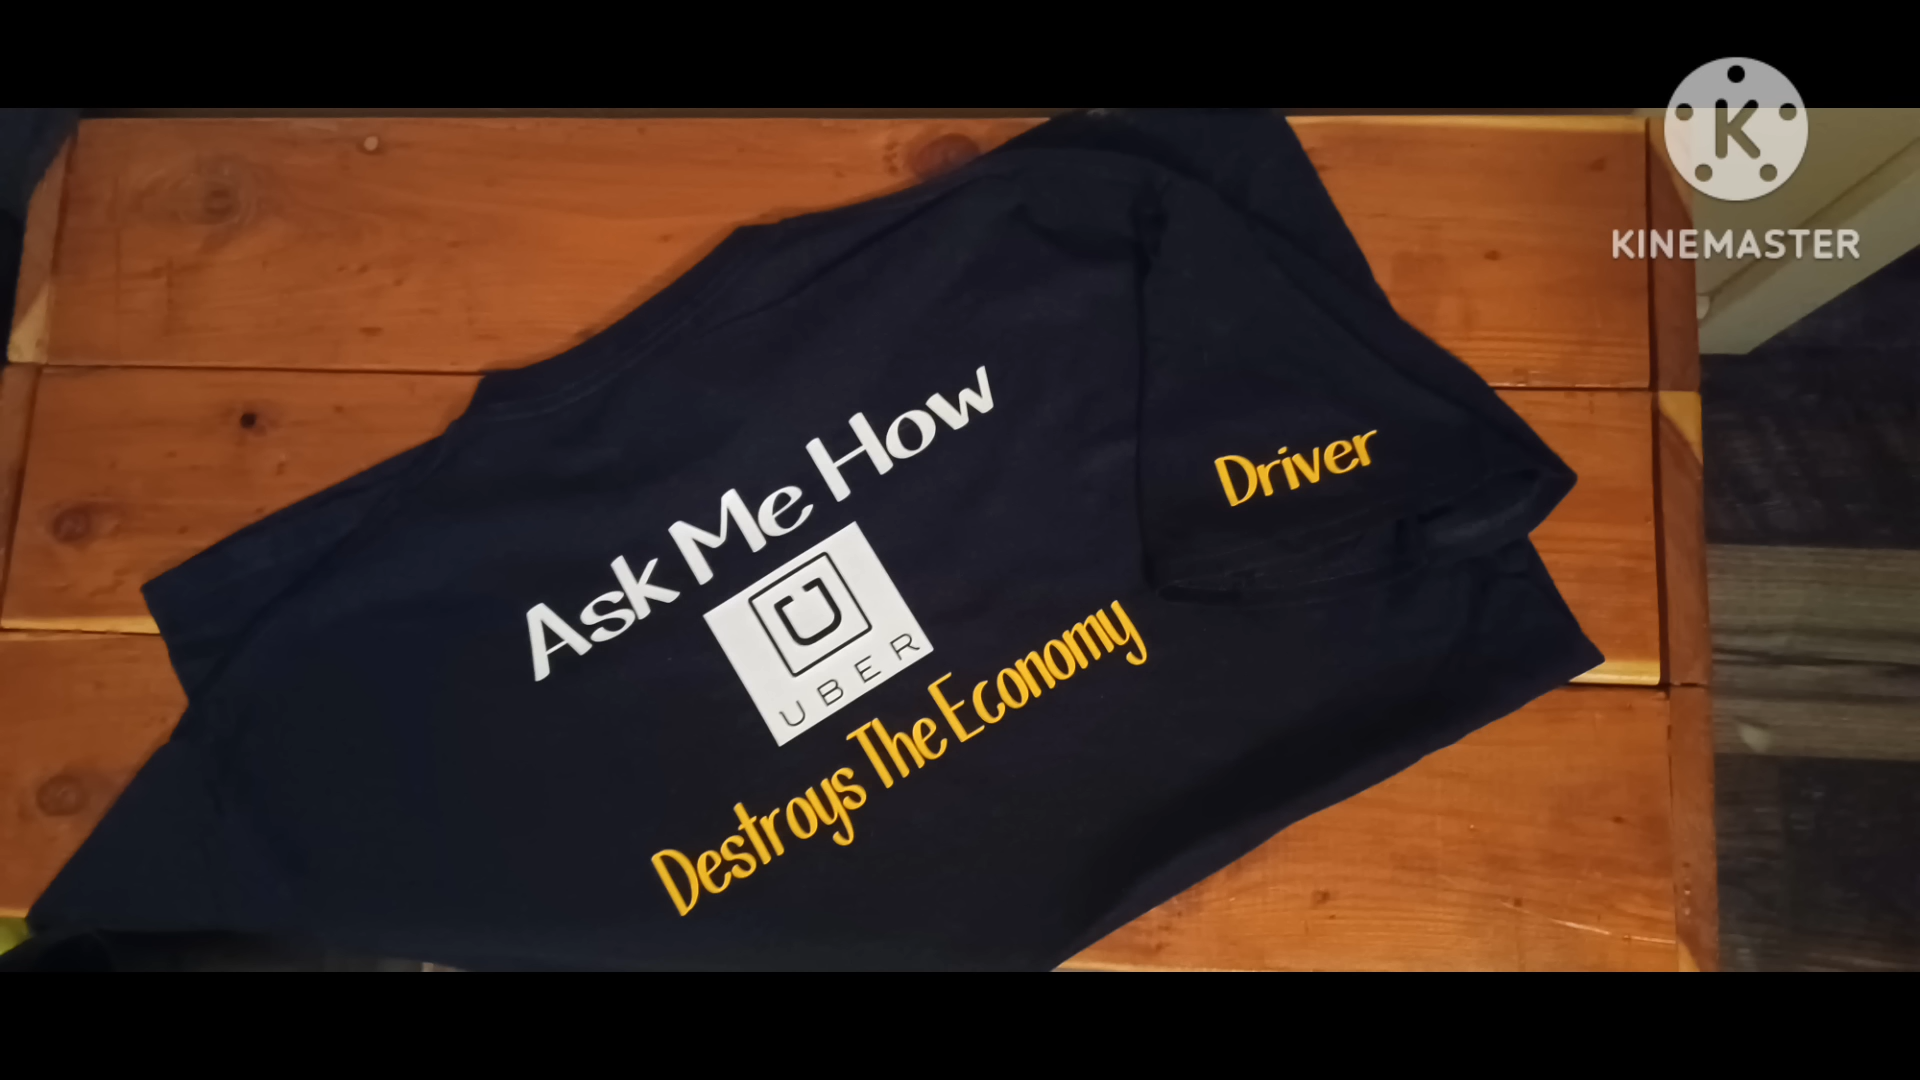 Ask Me How
UBER
Destroys The Economy
Driver
K
KINEMASTER